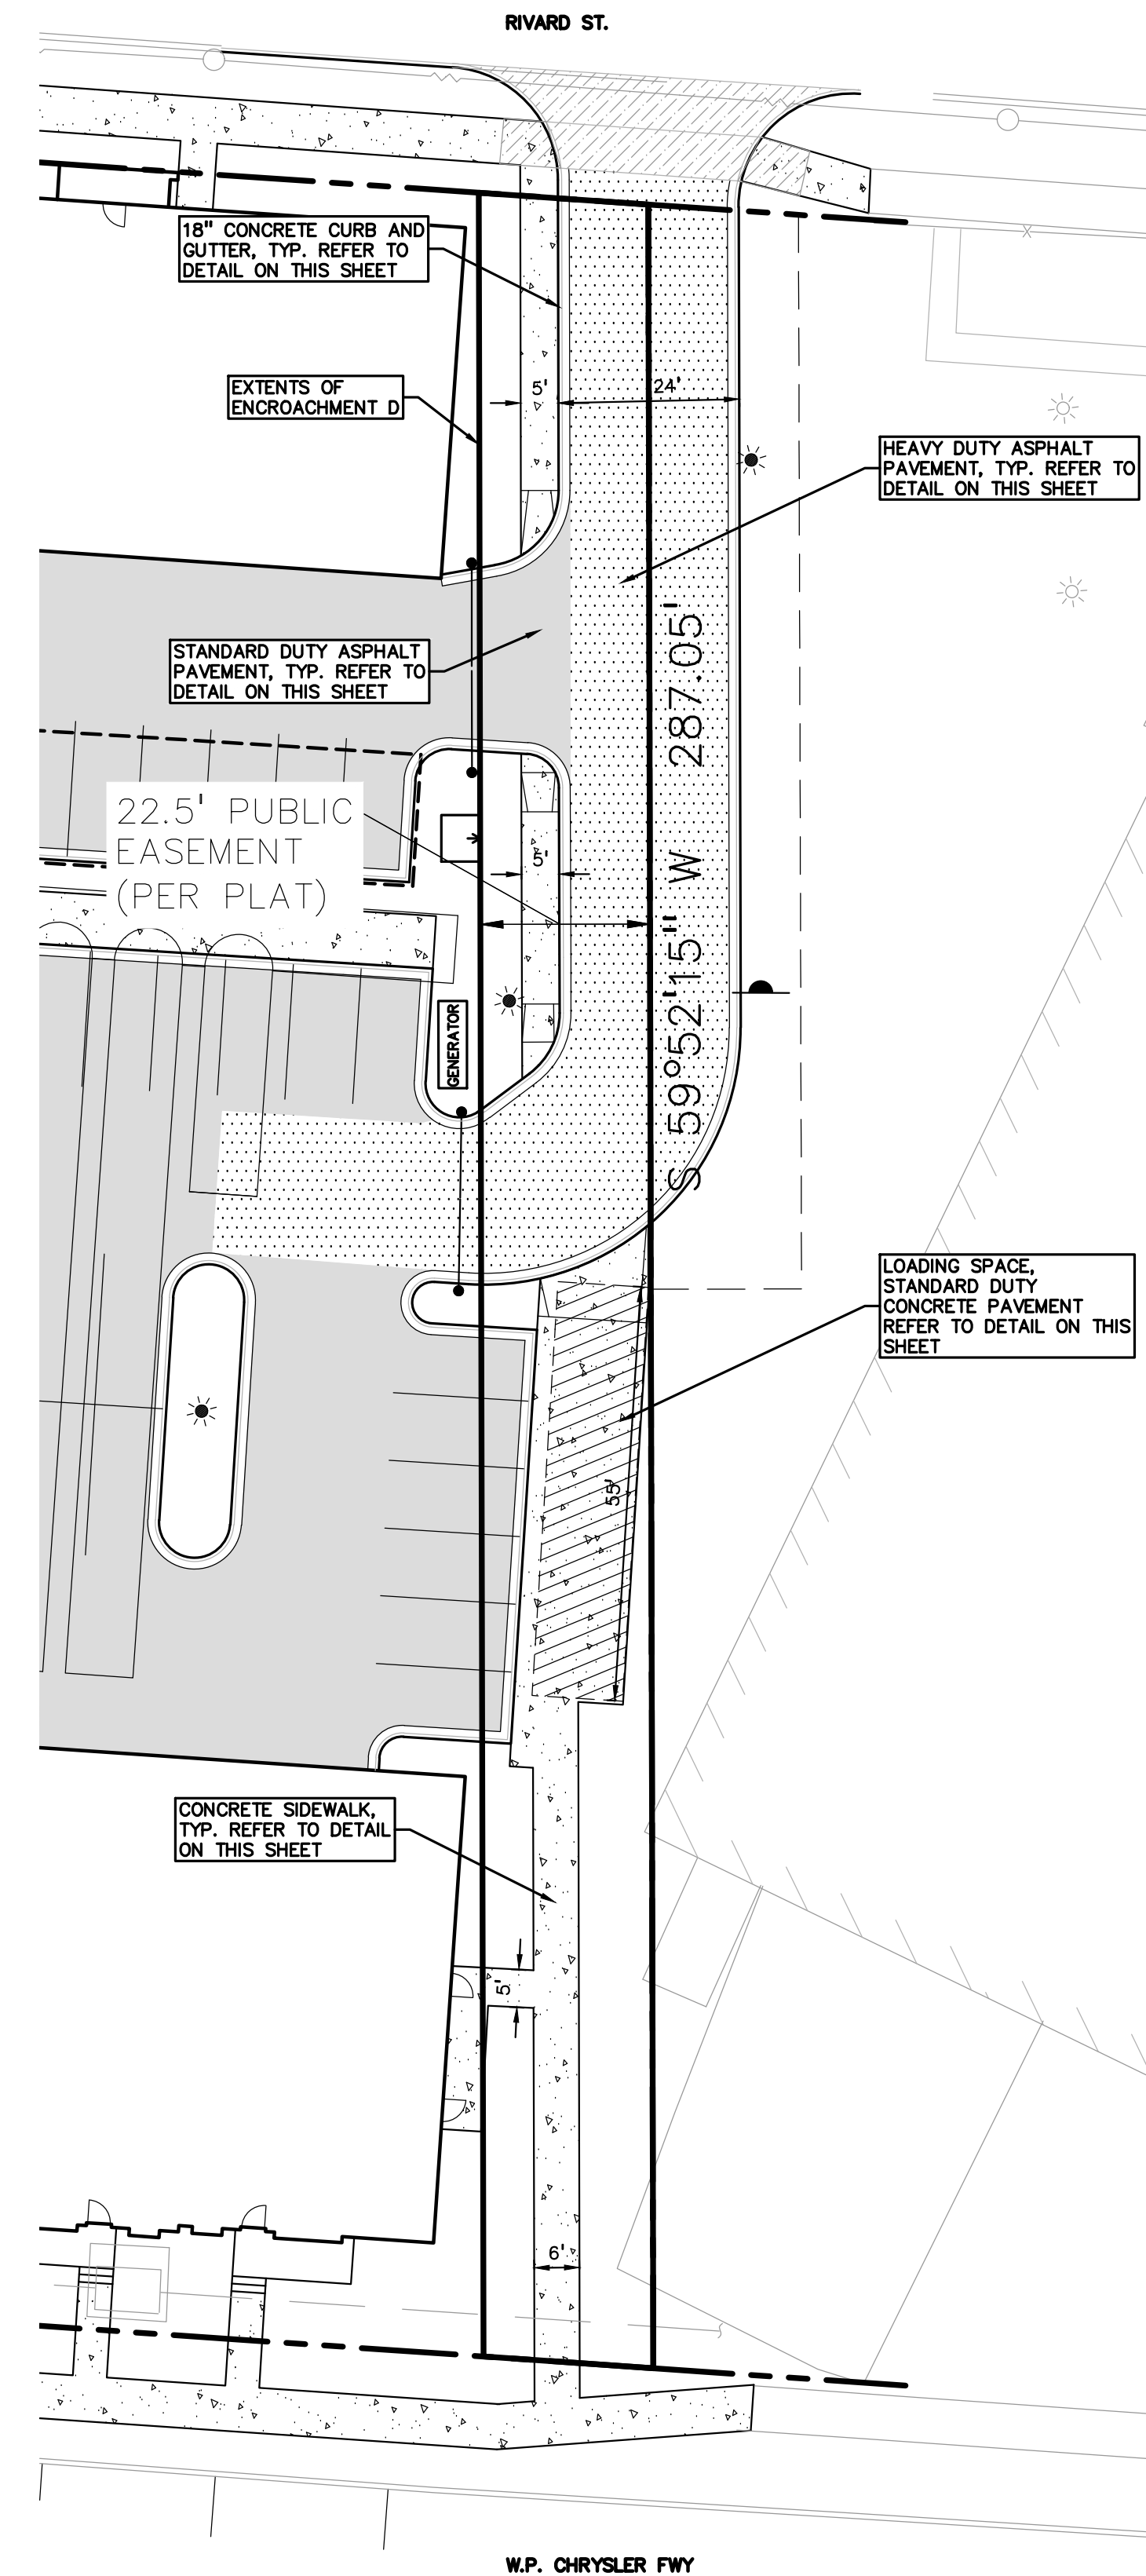 RIVARD ST.
18" CONCRETE CURB AND
GUTTER, TYP. REFER TO
DETAIL ON THIS SHEET
EXTENTS OF
ENCROACHMENT D
5'
24'
HEAVY DUTY ASPHALT
PAVEMENT, TYP. REFER TO
DETAIL ON THIS SHEET
STANDARD DUTY ASPHALT
PAVEMENT, TYP. REFER TO
DETAIL ON THIS SHEET
22.5' PUBLIC
EASEMENT
(PER PLAT)
5'
S 59°52'15" W 287.05'
GENERATOR
LOADING SPACE,
STANDARD DUTY
CONCRETE PAVEMENT
REFER TO DETAIL ON THIS
SHEET
55'
CONCRETE SIDEWALK,
TYP. REFER TO DETAIL
ON THIS SHEET
5'
6'
W.P. CHRYSLER FWY